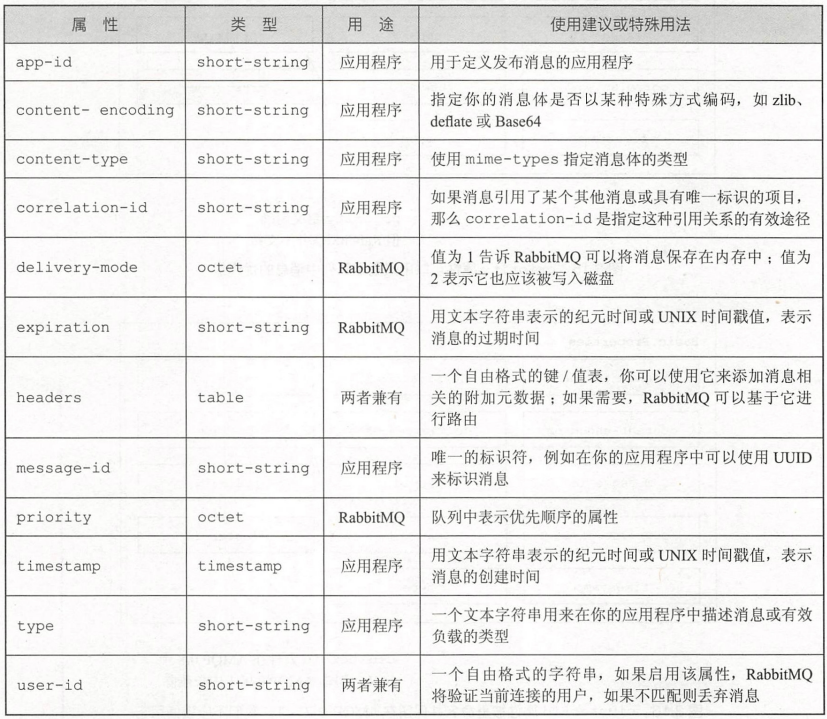 属 性 类 型 用 途 使用建议或特殊用法
app-id short-string 应用程序 用于定义发布消息的应用程序
content- encoding short-string 应用程序 指定你的消息体是否以某种特殊方式编码，如 zlib、
deflate 或 Base64
content-type short-string 应用程序 使用 mime-types 指定消息体的类型
correlation-id short-string 应用程序 如果消息引用了某个其他消息或具有唯一标识的项目，
那么 correlation-id 是指定这种引用关系的有效途径
delivery-mode octet RabbitMQ 值为 1 告诉 RabbitMQ 可以将消息保存在内存中；值为
2 表示它也应该被写入磁盘
expiration short-string RabbitMQ 用文本字符串表示的纪元时间或 UNIX 时间戳值，表示
消息的过期时间
headers table 两者兼有 一个自由格式的键 / 值表，你可以使用它来添加消息相
关的附加元数据；如果需要，RabbitMQ 可以基于它进
行路由
message-id short-string 应用程序 唯一的标识符，例如在你的应用程序中可以使用 UUID
来标识消息
priority octet RabbitMQ 队列中表示优先顺序的属性
timestamp timestamp 应用程序 用文本字符串表示的纪元时间或 UNIX 时间戳值，表示
消息的创建时间
type short-string 应用程序 一个文本字符串用来在你的应用程序中描述消息或有效
负载的类型
user-id short-string 两者兼有 一个自由格式的字符串，如果启用该属性，RabbitMQ
将验证当前连接的用户，如果不匹配则丢弃消息